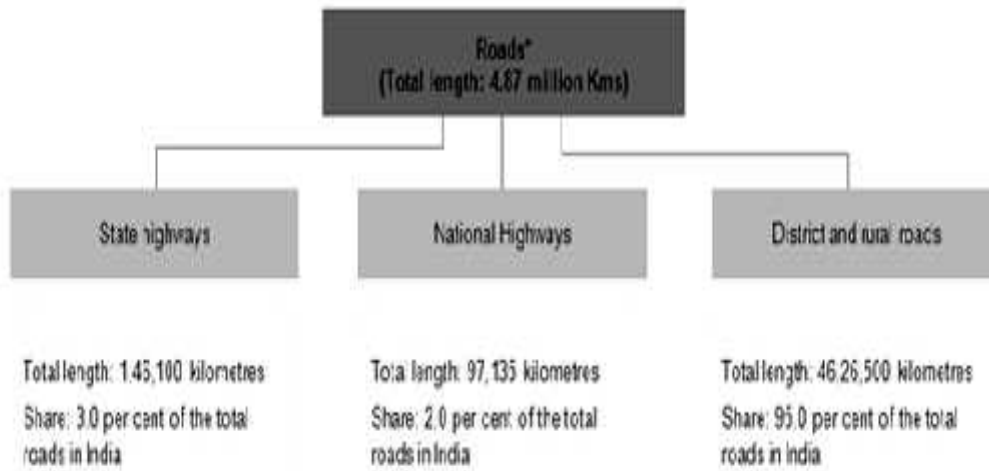 Roads*
(Total length: 4.87 million Kms)
State highways
National Highways
District and rural roads
Total length: kilometres
Share: 3.0 per cent of the total
roads in India
Total length: 97,135 kilometres
Share: 2.0 per cent of the total
roads in India
Total length: 46,26,500 kilometres
Share: 95.0 per cent of the total
roads in India